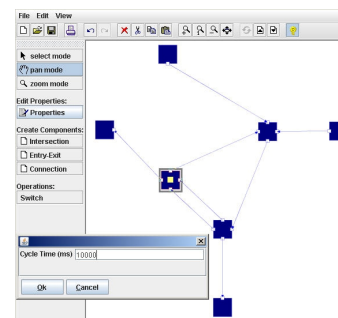 File Edit View
select mode
pan mode
zoom mode
Edit Properties:
Properties
Create Components:
Intersection
Entry-Exit
Connection
Operations:
Switch
Cycle Time (ms) 10000
Ok Cancel